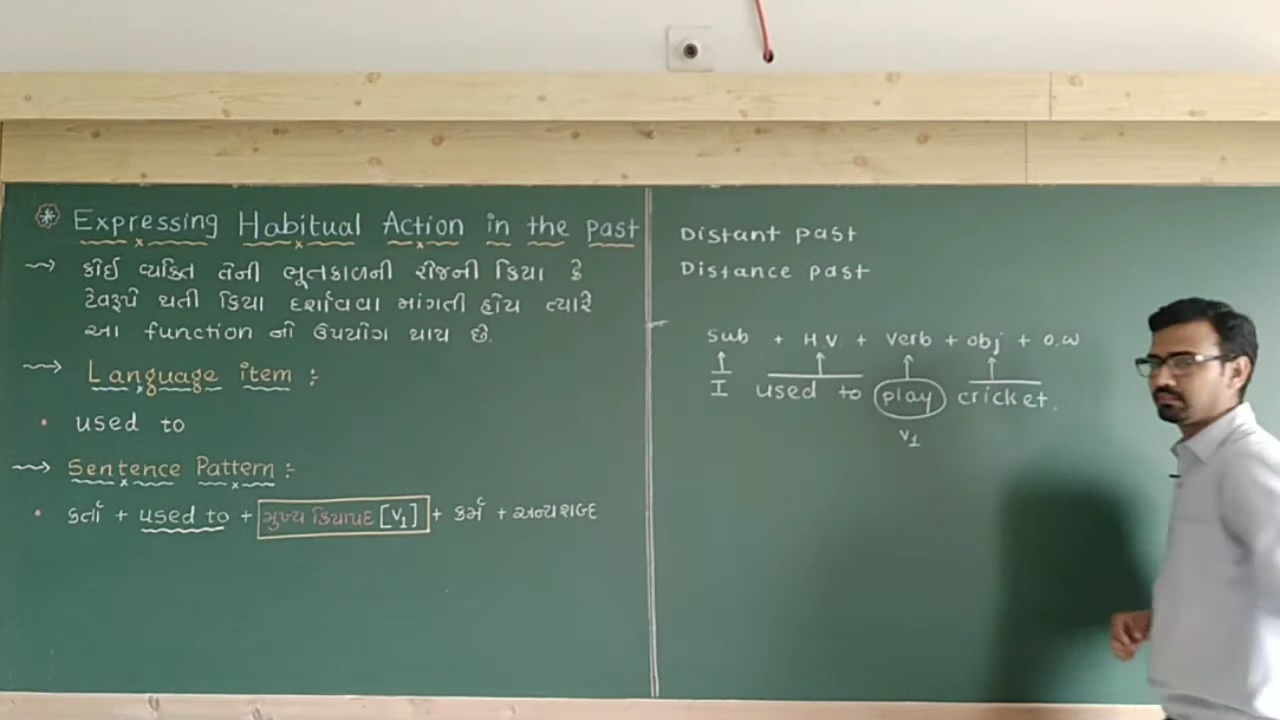 Expressing Habitual Action in the past
કોઈ વ્યક્તિ તેની ભૂતકાળની રોજની ક્રિયા કે
ટેવરૂપે થતી ક્રિયા દર્શાવવા માંગતી હોય ત્યારે
આ function નો ઉપયોગ થાય છે.
Language item :
• used to
Sentence Pattern :-
• કર્તા + used to + મુખ્ય ક્રિયાપદ [V1] + કર્મ + અન્યશબ્દ
Distant past
Distance past
Sub + H.V + Verb + obj + o.w
I used to play cricket.
V1